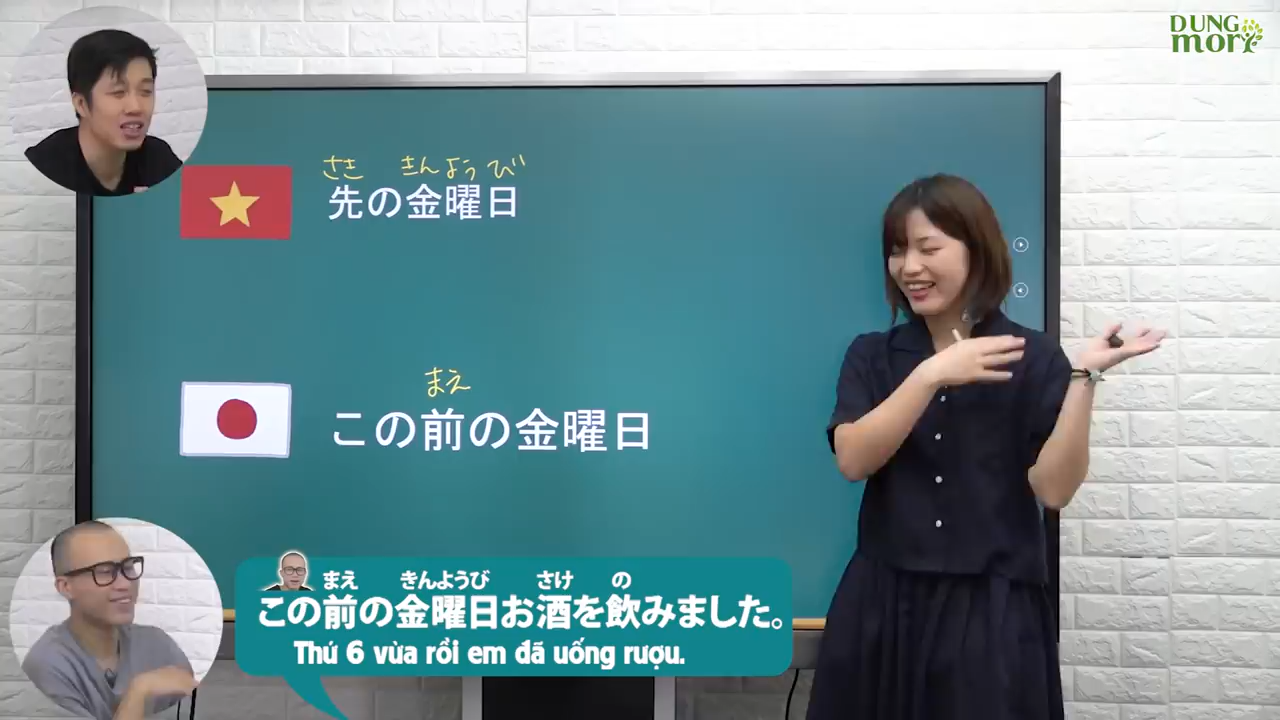 DUNG
mori
さき きんようび
先の金曜日
まえ
この前の金曜日
まえ きんようび さけ の
この前の金曜日お酒を飲みました。
Thứ 6 vừa rồi em đã uống rượu.